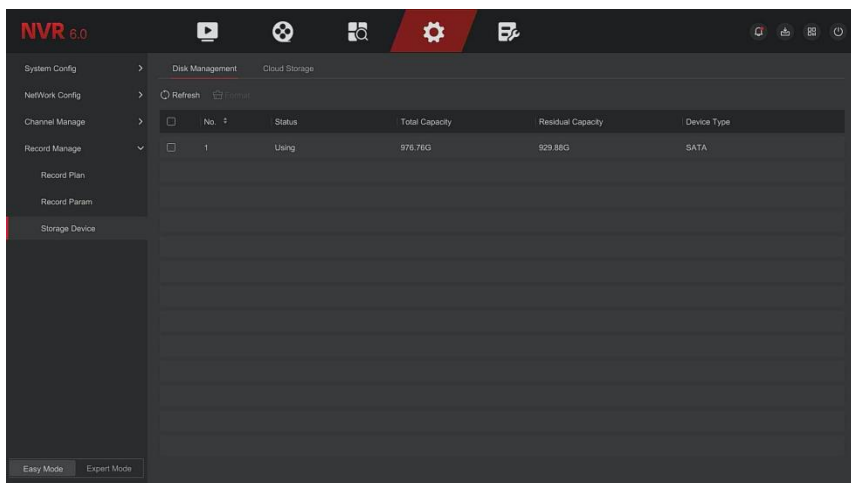 NVR 6.0
System Config
Disk Management Cloud Storage
NetWork Config
Refresh Format
Channel Manage
No. Status Total Capacity Residual Capacity Device Type
Record Manage
1 Using 976.76G 929.88G SATA
Record Plan
Record Param
Storage Device
Easy Mode Expert Mode